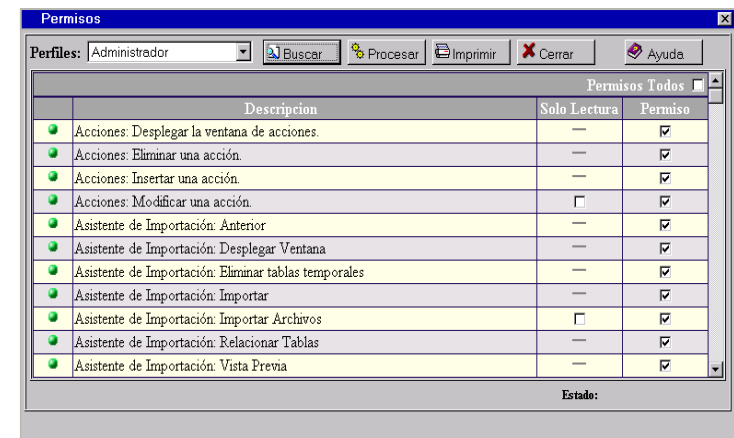 Permisos
Perfiles: Administrador Buscar Procesar Imprimir Cerrar Ayuda
Permisos Todos
Descripcion Solo Lectura Permiso
Acciones: Desplegar la ventana de acciones.
Acciones: Eliminar una acción.
Acciones: Insertar una acción.
Acciones: Modificar una acción.
Asistente de Importación: Anterior
Asistente de Importación: Desplegar Ventana
Asistente de Importación: Eliminar tablas temporales
Asistente de Importación: Importar
Asistente de Importación: Importar Archivos
Asistente de Importación: Relacionar Tablas
Asistente de Importación: Vista Previa
Estado: